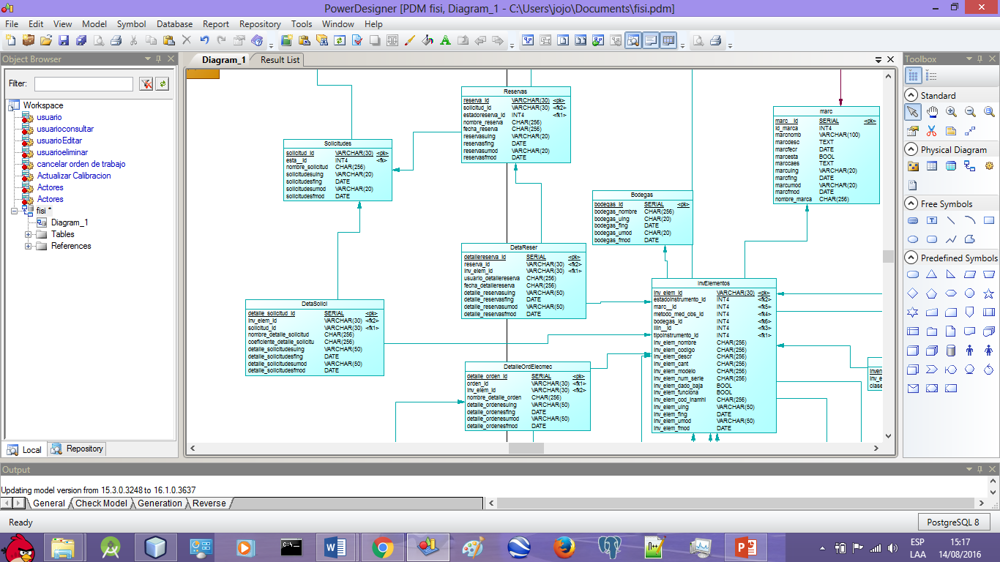 PowerDesigner [PDM fisi, Diagram_1 - C:\Users\jojo\Documents\fisi.pdm]
File Edit View Model Symbol Database Report Repository Tools Window Help
Object Browser
Filter:
Workspace
usuario
usuarioconsultar
usuarioEditar
usuarioeliminar
cancelar orden de trabajo
Actualizar Calibracion
Actores
Actores
fisi *
Diagram_1
Tables
References
Local Repository
Diagram_1 Result List
Reservas
reserva_id VARCHAR(30) <pk>
solicitud_id VARCHAR(30) <fk2>
estadoreserva_id INT4 <fk1>
nombre_reserva CHAR(256)
fecha_reserva CHAR(256)
reservasuing VARCHAR(20)
reservasfing DATE
reservasumod VARCHAR(20)
reservasfmod DATE
Solicitudes
solicitud_id VARCHAR(30) <pk>
esta__id INT4 <fk>
nombre_solicitud CHAR(256)
solicitudesuing VARCHAR(20)
solicitudesfing DATE
solicitudesumod VARCHAR(20)
solicitudesfmod DATE
marc
marc__id SERIAL <pk>
id_marca INT4
marcnomb VARCHAR(100)
marcdesc TEXT
marcfecr DATE
marcesta BOOL
marccaes TEXT
marcuing VARCHAR(20)
marcfing DATE
marcumod VARCHAR(20)
marcfmod DATE
nombre_marca CHAR(256)
Bodegas
bodegas_id SERIAL <pk>
bodegas_nombre CHAR(256)
bodegas_uing CHAR(20)
bodegas_fing DATE
bodegas_umod CHAR(20)
bodegas_fmod DATE
DetaReser
detallereserva_id SERIAL <pk>
reserva_id VARCHAR(30) <fk2>
inv_elem_id VARCHAR(30) <fk1>
usuario_detallereserva CHAR(256)
fecha_detallereserva CHAR(256)
detalle_reservasuing VARCHAR(50)
detalle_reservasfing DATE
detalle_reservasumod VARCHAR(50)
detalle_reservasfmod DATE
InvElementos
inv_elem_id VARCHAR(30) <pk>
estadoinstrumento_id INT4 <fk2>
marc__id INT4 <fk5>
metodo_med_obs_id INT4 <fk4>
bodegas_id INT4 <fk6>
INT4 <fk3>
tipoinstrumento_id INT4 <fk1>
inv_elem_nombre CHAR(256)
inv_elem_codigo CHAR(256)
inv_elem_descr CHAR(256)
inv_elem_cant CHAR(256)
inv_elem_modelo CHAR(256)
inv_elem_num_serie CHAR(256)
inv_elem_dado_baja BOOL
inv_elem_funciona BOOL
inv_elem_cod_inamhi CHAR(256)
inv_elem_uing VARCHAR(50)
inv_elem_fing DATE
inv_elem_umod VARCHAR(50)
inv_elem_fmod DATE
DetaSolici
detalle_solicitud_id SERIAL <pk>
inv_elem_id VARCHAR(30) <fk2>
solicitud_id VARCHAR(30) <fk1>
nombre_detalle_solicitud CHAR(256)
coeficiente_detalle_solicitu CHAR(256)
detalle_solicitudesuing VARCHAR(50)
detalle_solicitudesfing DATE
detalle_solicitudesumod VARCHAR(50)
detalle_solicitudesfmod DATE
DetalleOrdElecmec
detalle_orden_id SERIAL <pk>
orden_id VARCHAR(30) <fk1>
inv_elem_id VARCHAR(30) <fk2>
nombre_detalle_orden CHAR(256)
detalle_ordenesuing VARCHAR(50)
detalle_ordenesfing DATE
detalle_ordenesumod VARCHAR(50)
detalle_ordenesfmod DATE
inven
inv_e
clase
Toolbox
Standard
Physical Diagram
Free Symbols
Predefined Symbols
Output
Updating model version from 15.3.0.3248 to 16.1.0.3637
General Check Model Generation Reverse
Ready
PostgreSQL 8
ESP 15:17
LAA 14/08/2016